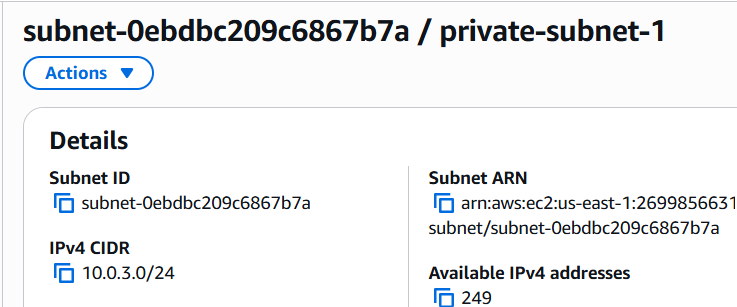 subnet-0ebdbc209c6867b7a / private-subnet-1
Actions
Details
Subnet ID
subnet-0ebdbc209c6867b7a
IPv4 CIDR
10.0.3.0/24
Subnet ARN
arn:aws:ec2:us-east-1:2699856631
subnet/subnet-0ebdbc209c6867b7a
Available IPv4 addresses
249